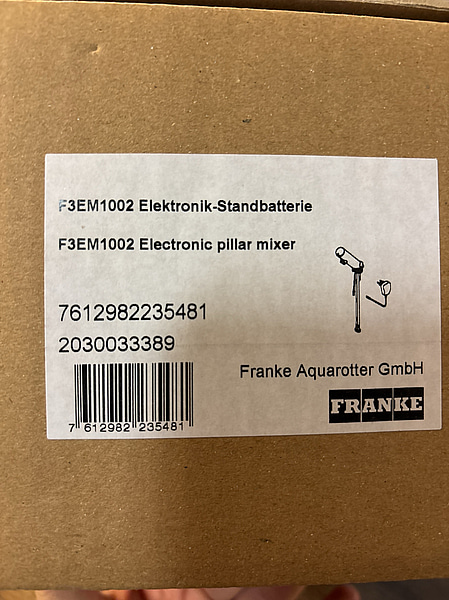 F3EM1002 Elektronik-Standbatterie
F3EM1002 Electronic pillar mixer
7612982235481
2030033389
Franke Aquarotter GmbH
FRANKE
7 612982 235481